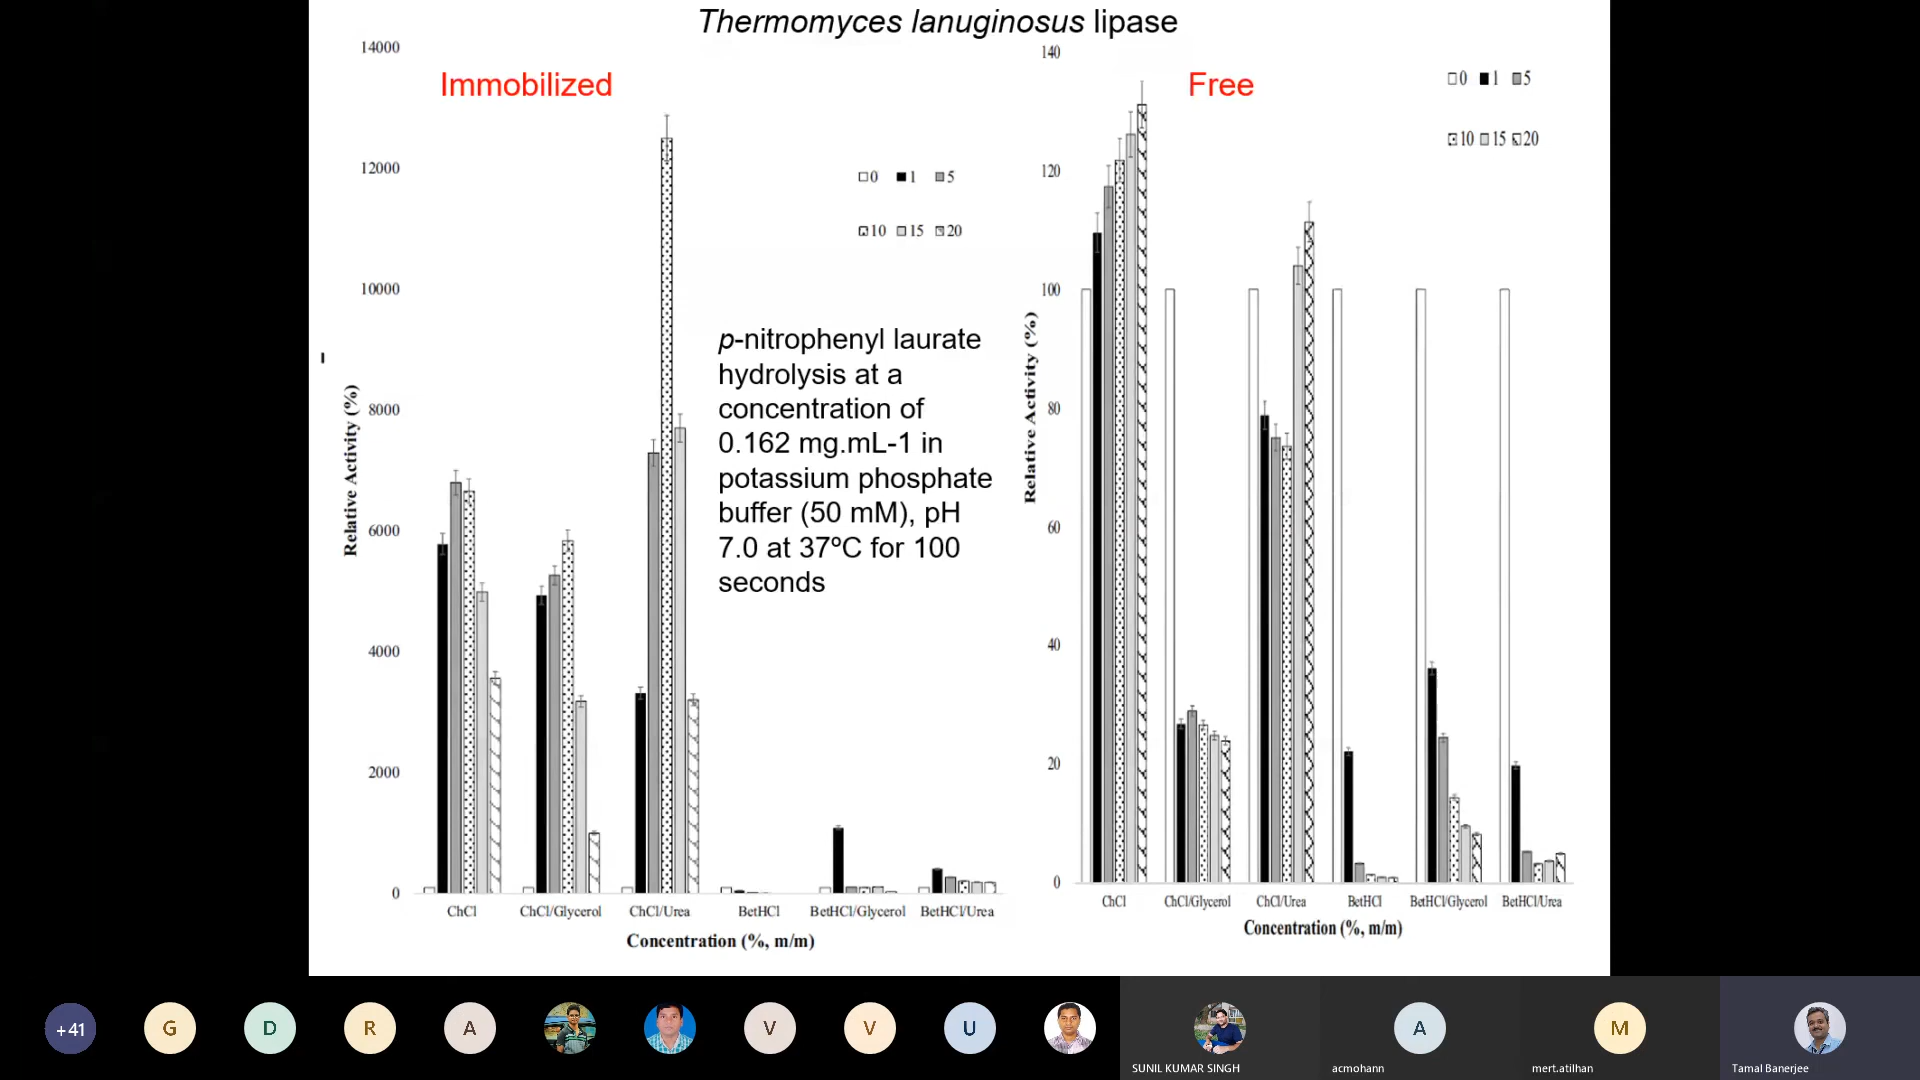 Thermomyces lanuginosus lipase
Immobilized
14000
12000
10000
8000
6000
4000
2000
0
Relative Activity (%)
0 1 5
10 15 20
p-nitrophenyl laurate
hydrolysis at a
concentration of
0.162 mg.mL-1 in
potassium phosphate
buffer (50 mM), pH
7.0 at 37ºC for 100
seconds
ChCl ChCl/Glycerol ChCl/Urea BetHCl BetHCl/Glycerol BetHCl/Urea
Concentration (%, m/m)
Free
140
120
100
80
60
40
20
0
Relative Activity (%)
0 1 5
10 15 20
ChCl ChCl/Glycerol ChCl/Urea BetHCl BetHCl/Glycerol BetHCl/Urea
Concentration (%, m/m)
+41 G D R A V V U A M
SUNIL KUMAR SINGH acmohann mert.atilhan Tamal Banerjee